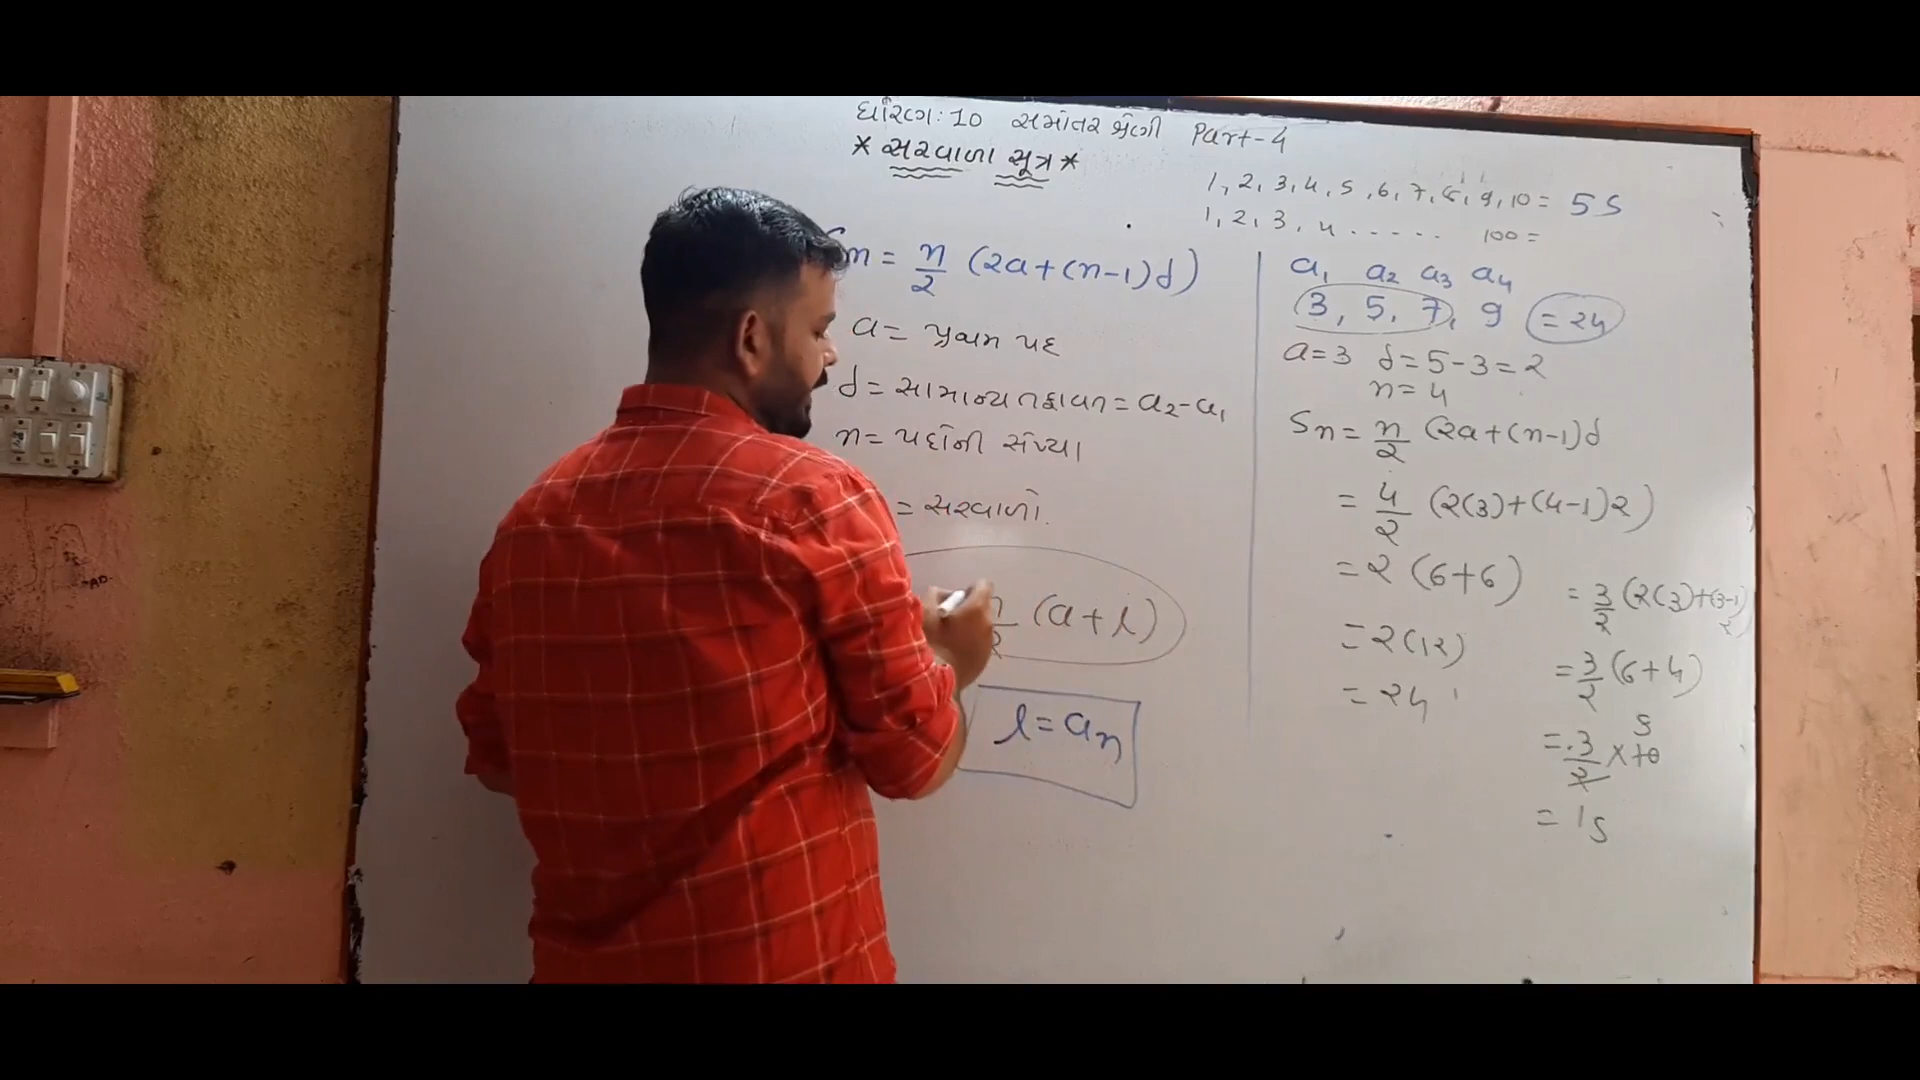 ધોરણ: 10 સમાંતર શ્રેણી Part-4
* સરવાળા સૂત્ર *
1, 2, 3, 4, 5, 6, 7, 8, 9, 10 = 55
1, 2, 3, 4 ..... 100 =
Sn = n/2 (2a+(n-1)d)
a = પ્રથમ પદ
d = સામાન્ય તફાવત = a2-a1
n = પદોની સંખ્યા
= સરવાળો.
n/2 (a+l)
l = an
a1 a2 a3 a4
3, 5, 7, 9 = 24
a=3 d=5-3=2
n=4
Sn = n/2 (2a+(n-1)d
= 4/2 (2(3)+(4-1)2)
= 2 (6+6)
= 2(12)
= 24
= 3/2 (2(3)+(3-1)2)
= 3/2 (6+4)
5
= 3/2 x 10
= 15